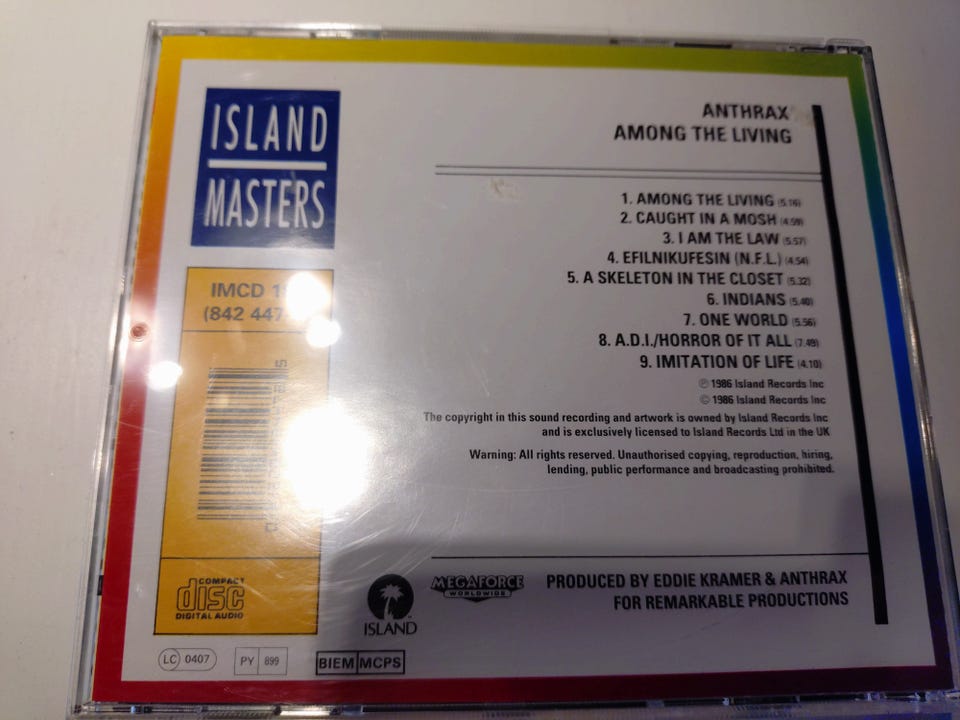 ISLAND
MASTERS
IMCD
(842 447
COMPACT
disc
DIGITAL AUDIO
LC 0407
PY 899
BIEM MCPS
ANTHRAX
AMONG THE LIVING
1. AMONG THE LIVING (5.16)
2. CAUGHT IN A MOSH (4.59)
3. I AM THE LAW (5.57)
4. EFILNIKUFESIN (N.F.L.) (4.54)
5. A SKELETON IN THE CLOSET (5.32)
6. INDIANS (5.40)
7. ONE WORLD (5.56)
8. A.D.I./HORROR OF IT ALL (7.49)
9. IMITATION OF LIFE (4.10)
℗ 1986 Island Records Inc
© 1986 Island Records Inc
The copyright in this sound recording and artwork is owned by Island Records Inc
and is exclusively licensed to Island Records Ltd in the UK
Warning: All rights reserved. Unauthorised copying, reproduction, hiring,
lending, public performance and broadcasting prohibited.
ISLAND
MEGAFORCE
WORLDWIDE
PRODUCED BY EDDIE KRAMER & ANTHRAX
FOR REMARKABLE PRODUCTIONS